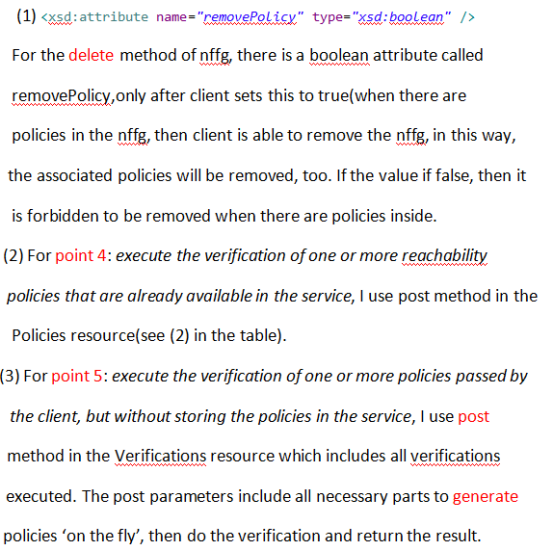 (1) <xsd:attribute name="removePolicy" type="xsd:boolean" />
For the delete method of nffg, there is a boolean attribute called
removePolicy,only after client sets this to true(when there are
policies in the nffg, then client is able to remove the nffg, in this way,
the associated policies will be removed, too. If the value if false, then it
is forbidden to be removed when there are policies inside.
(2) For point 4: execute the verification of one or more reachability
policies that are already available in the service, I use post method in the
Policies resource(see (2) in the table).
(3) For point 5: execute the verification of one or more policies passed by
the client, but without storing the policies in the service, I use post
method in the Verifications resource which includes all verifications
executed. The post parameters include all necessary parts to generate
policies ‘on the fly’, then do the verification and return the result.